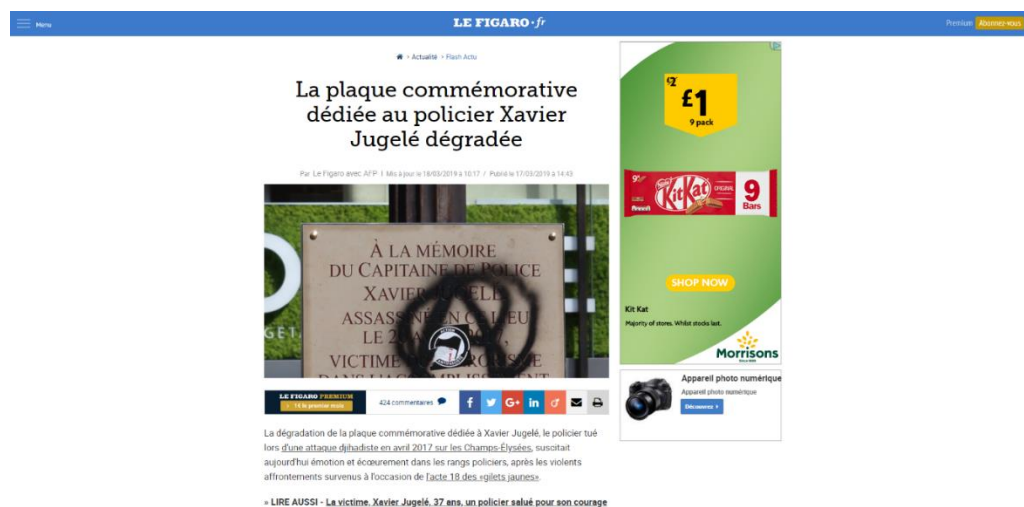 Menu
LE FIGARO·fr
Premium Abonnez-vous
> Actualité > Flash Actu
La plaque commémorative
dédiée au policier Xavier
Jugelé dégradée
Par Le Figaro avec AFP | Mis à jour le 18/03/2019 à 10:17 / Publié le 17/03/2019 à 14:43
À LA MÉMOIRE
DU CAPITAINE DE POLICE
XAVIER JUGELÉ
ASSASSINÉ EN CE LIEU
LE 2
VICTIME
LE FIGARO PREMIUM
> 1€ le premier mois
424 commentaires
La dégradation de la plaque commémorative dédiée à Xavier Jugelé, le policier tué
lors d'une attaque djihadiste en avril 2017 sur les Champs-Élysées, suscitait
aujourd'hui émotion et écœurement dans les rangs policiers, après les violents
affrontements survenus à l'occasion de l'acte 18 des «gilets jaunes».
» LIRE AUSSI - La victime, Xavier Jugelé, 37 ans, un policier salué pour son courage
£2
£1
9 pack
KitKat
ORIGINAL
9
Bars
SHOP NOW
Kit Kat
Majority of stores. Whilst stocks last.
Morrisons
Appareil photo numérique
Appareil photo numérique
Découvrez >